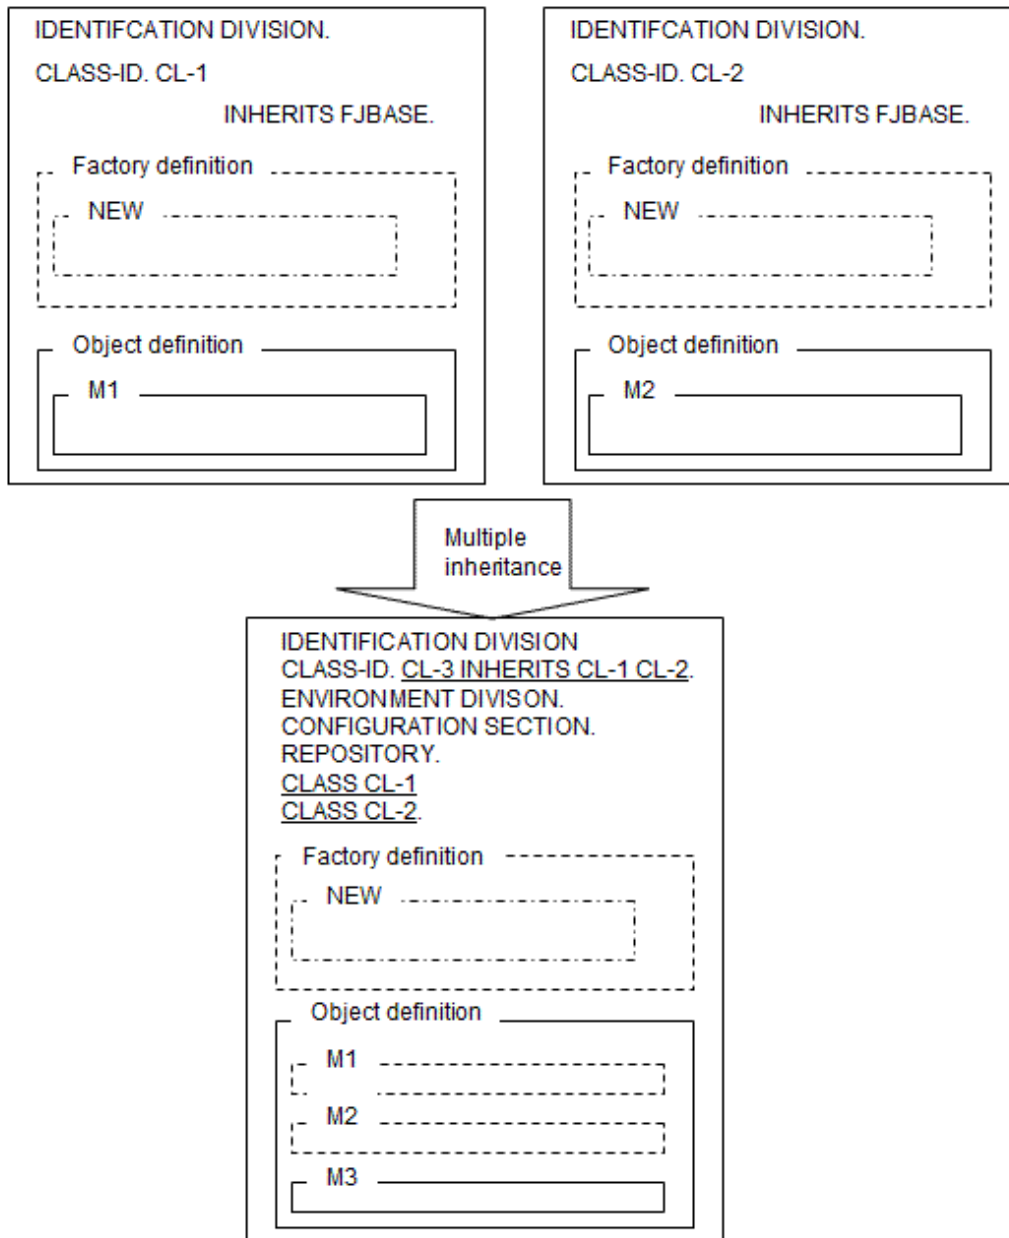 IDENTIFCATION DIVISION.
CLASS-ID. CL-1
INHERITS FJBASE.
Factory definition
NEW
Object definition
M1
IDENTIFCATION DIVISION.
CLASS-ID. CL-2
INHERITS FJBASE.
Factory definition
NEW
Object definition
M2
Multiple
inheritance
IDENTIFICATION DIVISION
CLASS-ID. CL-3 INHERITS CL-1 CL-2.
ENVIRONMENT DIVISON.
CONFIGURATION SECTION.
REPOSITORY.
CLASS CL-1
CLASS CL-2.
Factory definition
NEW
Object definition
M1
M2
M3